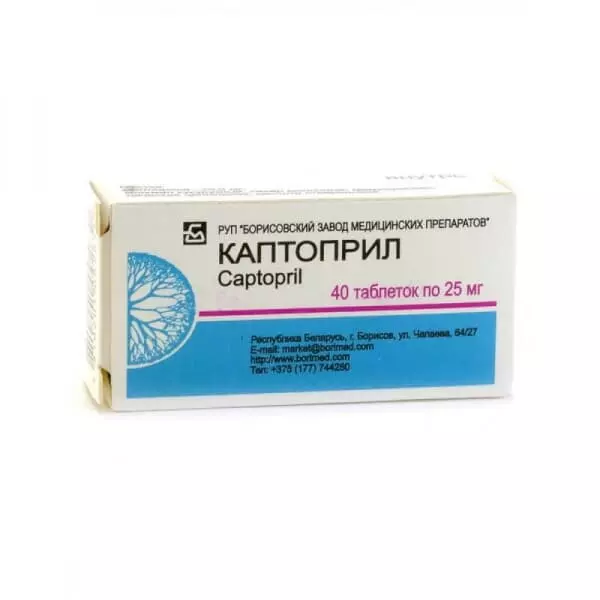 внутрь
РУП "БОРИСОВСКИЙ ЗАВОД МЕДИЦИНСКИХ ПРЕПАРАТОВ"
КАПТОПРИЛ
Captopril
40 таблеток по 25 мг
Республика Беларусь, г. Борисов, ул. Чапаева, 64/27
E-mail: market@borimed.com
http://www.borimed.com
Тел: +375 (177) 744280